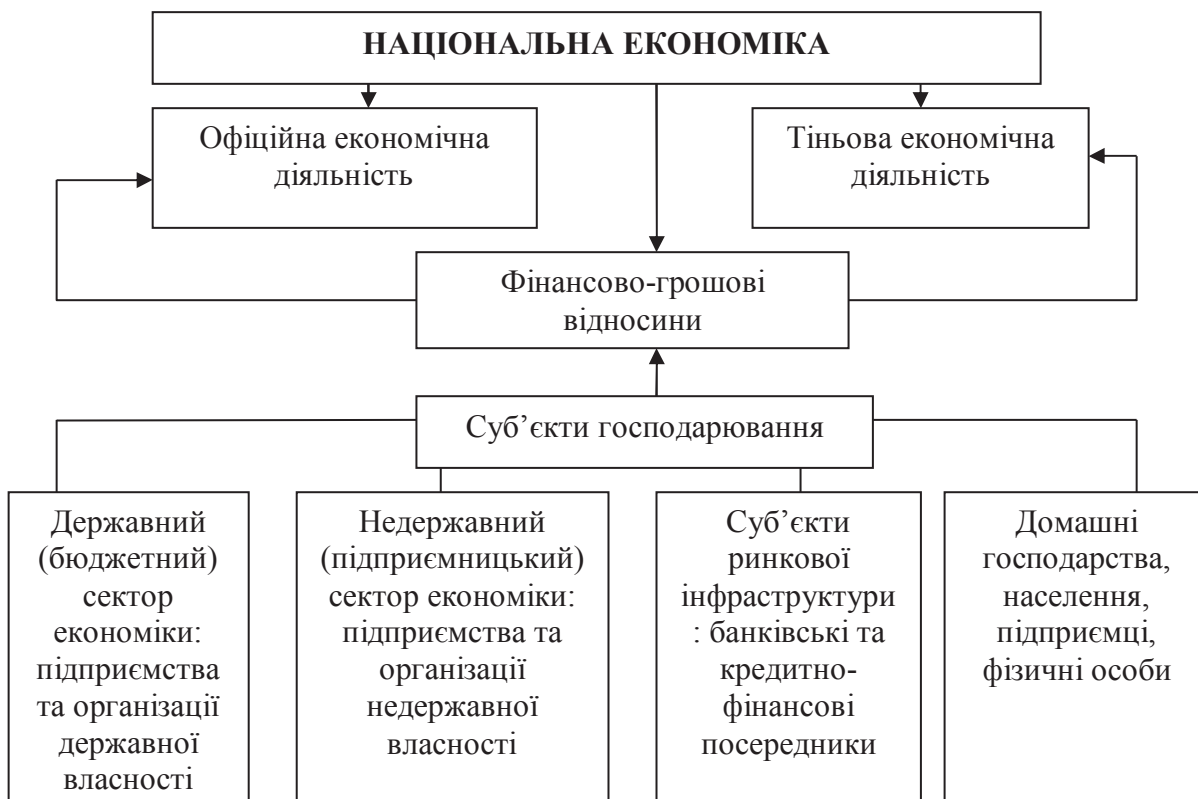 НАЦІОНАЛЬНА ЕКОНОМІКА
Офіційна економічна
діяльність
Тіньова економічна
діяльність
Фінансово-грошові
відносини
Суб’єкти господарювання
Державний
(бюджетний)
сектор
економіки:
підприємства
та організації
державної
власності
Недержавний
(підприємницький)
сектор економіки:
підприємства та
організації
недержавної
власності
Суб’єкти
ринкової
інфраструктури
: банківські та
кредитно-
фінансові
посередники
Домашні
господарства,
населення,
підприємці,
фізичні особи